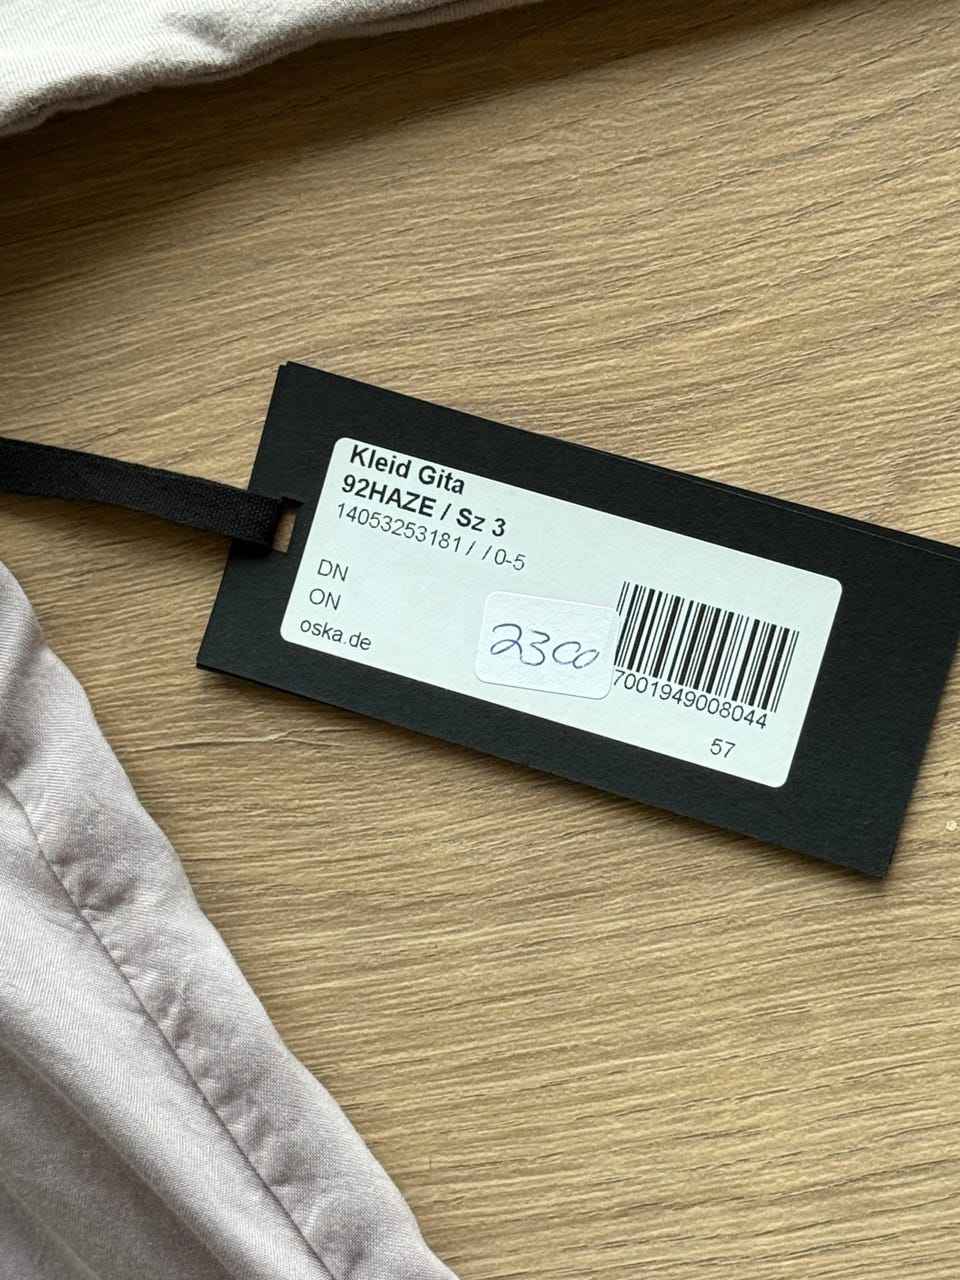 Kleid Gita
92HAZE / Sz 3
14053253181 / / 0-5
DN
ON
oska.de
2300
7001949008044
57